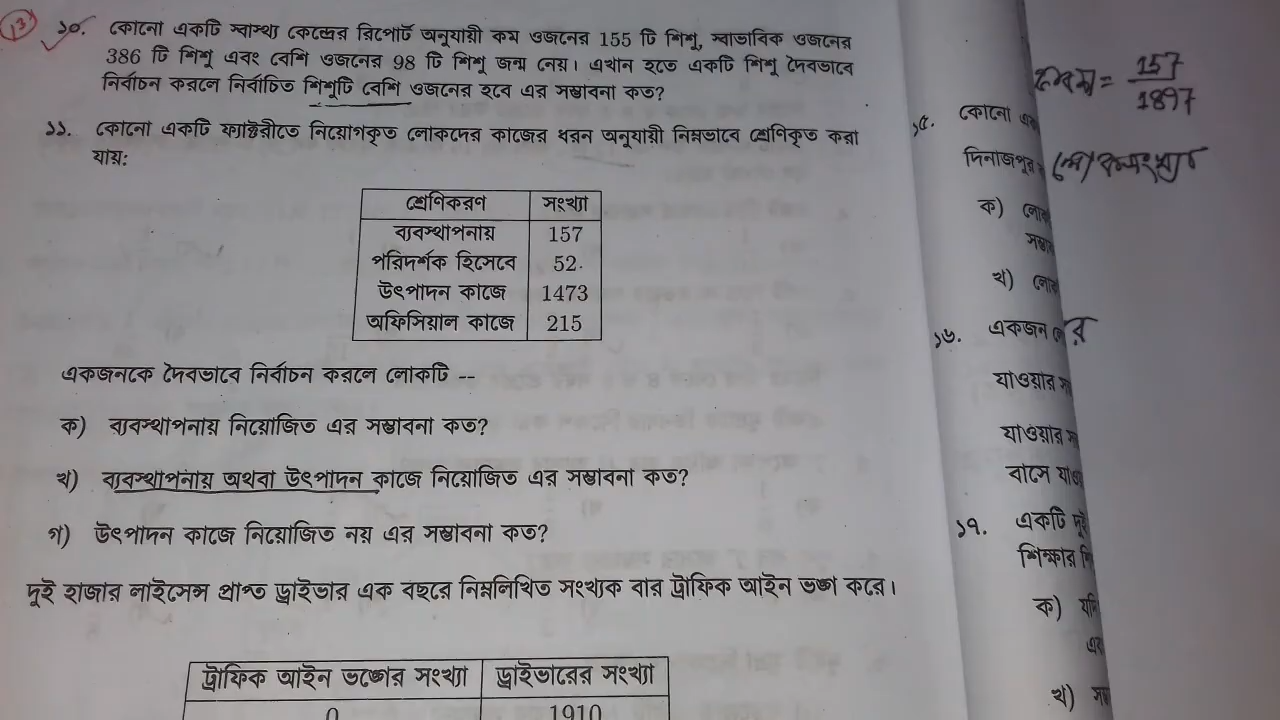 ১০. কোনো একটি স্বাস্থ্য কেন্দ্রের রিপোর্ট অনুযায়ী কম ওজনের 155 টি শিশু, স্বাভাবিক ওজনের
386 টি শিশু এবং বেশি ওজনের 98 টি শিশু জন্ম নেয়। এখান হতে একটি শিশু দৈবভাবে
নির্বাচন করলে নির্বাচিত শিশুটি বেশি ওজনের হবে এর সম্ভাবনা কত?
১১. কোনো একটি ফ্যাক্টরীতে নিয়োগকৃত লোকদের কাজের ধরন অনুযায়ী নিম্নভাবে শ্রেণিকৃত করা
যায়:
শ্রেণিকরণ সংখ্যা
ব্যবস্থাপনায় 157
পরিদর্শক হিসেবে 52
উৎপাদন কাজে 1473
অফিসিয়াল কাজে 215
একজনকে দৈবভাবে নির্বাচন করলে লোকটি --
ক) ব্যবস্থাপনায় নিয়োজিত এর সম্ভাবনা কত?
খ) ব্যবস্থাপনায় অথবা উৎপাদন কাজে নিয়োজিত এর সম্ভাবনা কত?
গ) উৎপাদন কাজে নিয়োজিত নয় এর সম্ভাবনা কত?
দুই হাজার লাইসেন্স প্রাপ্ত ড্রাইভার এক বছরে নিম্নলিখিত সংখ্যক বার ট্রাফিক আইন ভঙ্গ করে।
ট্রাফিক আইন ভঙ্গের সংখ্যা ড্রাইভারের সংখ্যা
0 1910
= 157
1897
১৫. কোনো
দিনাজপুর
ক)
খ)
১৬. একজন
যাওয়ার
যাওয়ার
বাসে
১৭. একটি দুই
শিক্ষার
ক)
খ)